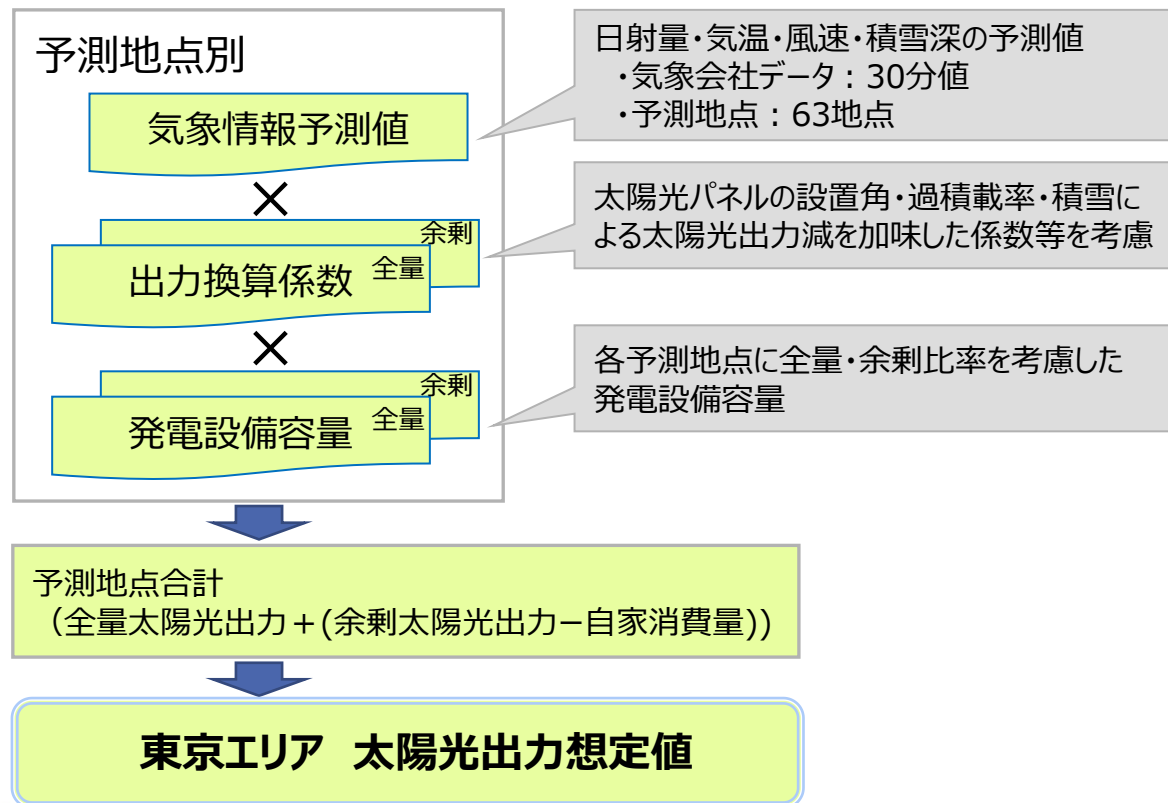 予測地点別
気象情報予測値
×
余剰
全量
出力換算係数
×
余剰
全量
発電設備容量
日射量・気温・風速・積雪深の予測値
・気象会社データ：30分値
・予測地点：63地点
太陽光パネルの設置角・過積載率・積雪に
よる太陽光出力減を加味した係数等を考慮
各予測地点に全量・余剰比率を考慮した
発電設備容量
予測地点合計
（全量太陽光出力＋(余剰太陽光出力－自家消費量))
東京エリア　太陽光出力想定値